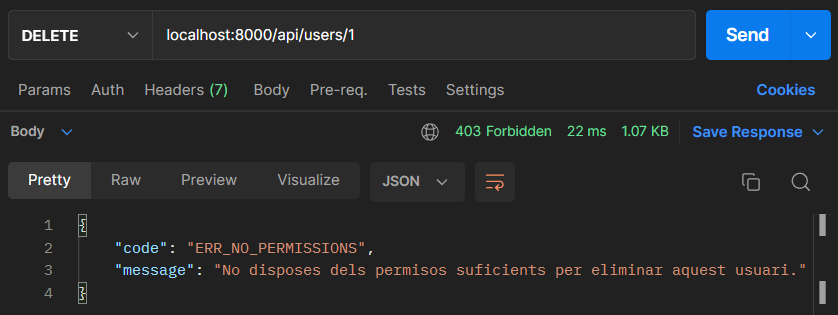 DELETE localhost:8000/api/users/1 Send
Params Auth Headers (7) Body Pre-req. Tests Settings Cookies
Body 403 Forbidden 22 ms 1.07 KB Save Response
Pretty Raw Preview Visualize JSON
1 {
2 "code": "ERR_NO_PERMISSIONS",
3 "message": "No disposes dels permisos suficients per eliminar aquest usuari."
4 }